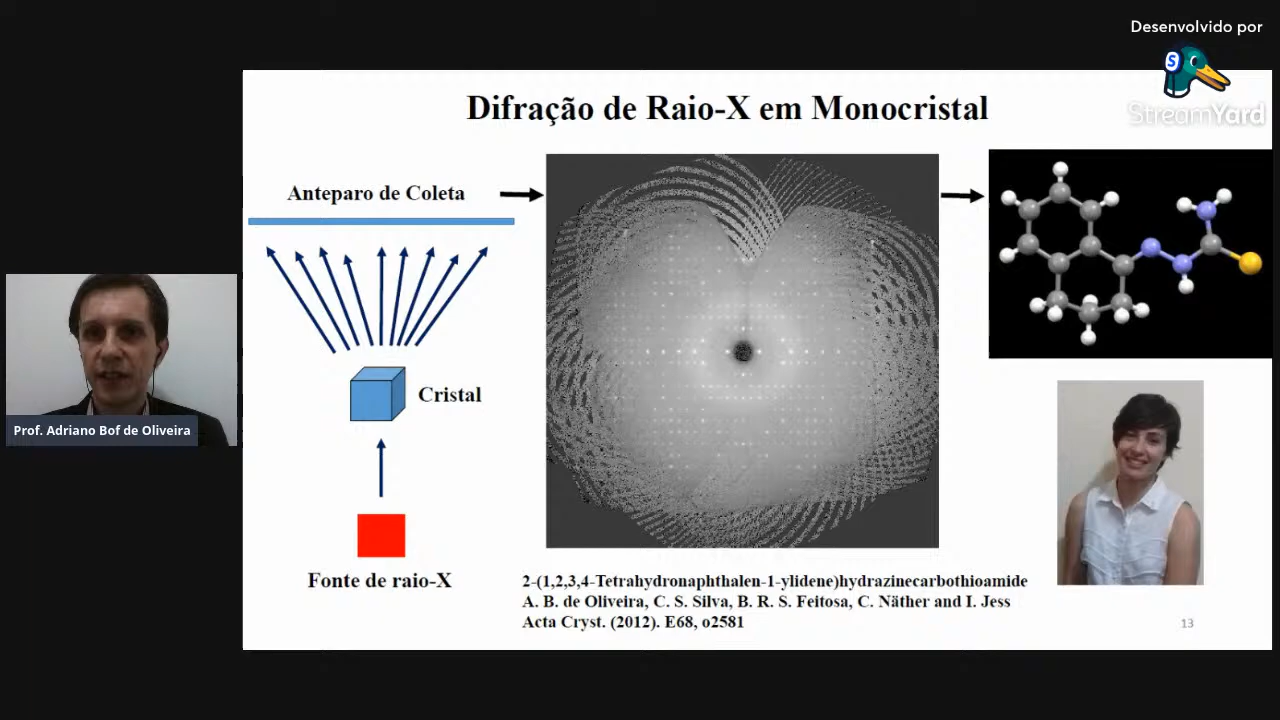 Desenvolvido por
S
StreamYard
Difração de Raio-X em Monocristal
Anteparo de Coleta
Cristal
Prof. Adriano Bof de Oliveira
Fonte de raio-X
2-(1,2,3,4-Tetrahydronaphthalen-1-ylidene)hydrazinecarbothioamide
A. B. de Oliveira, C. S. Silva, B. R. S. Feitosa, C. Näther and I. Jess
Acta Cryst. (2012). E68, o2581
13